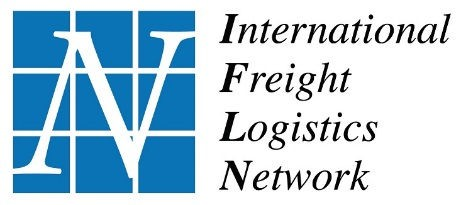 N
International
Freight
Logistics
Network